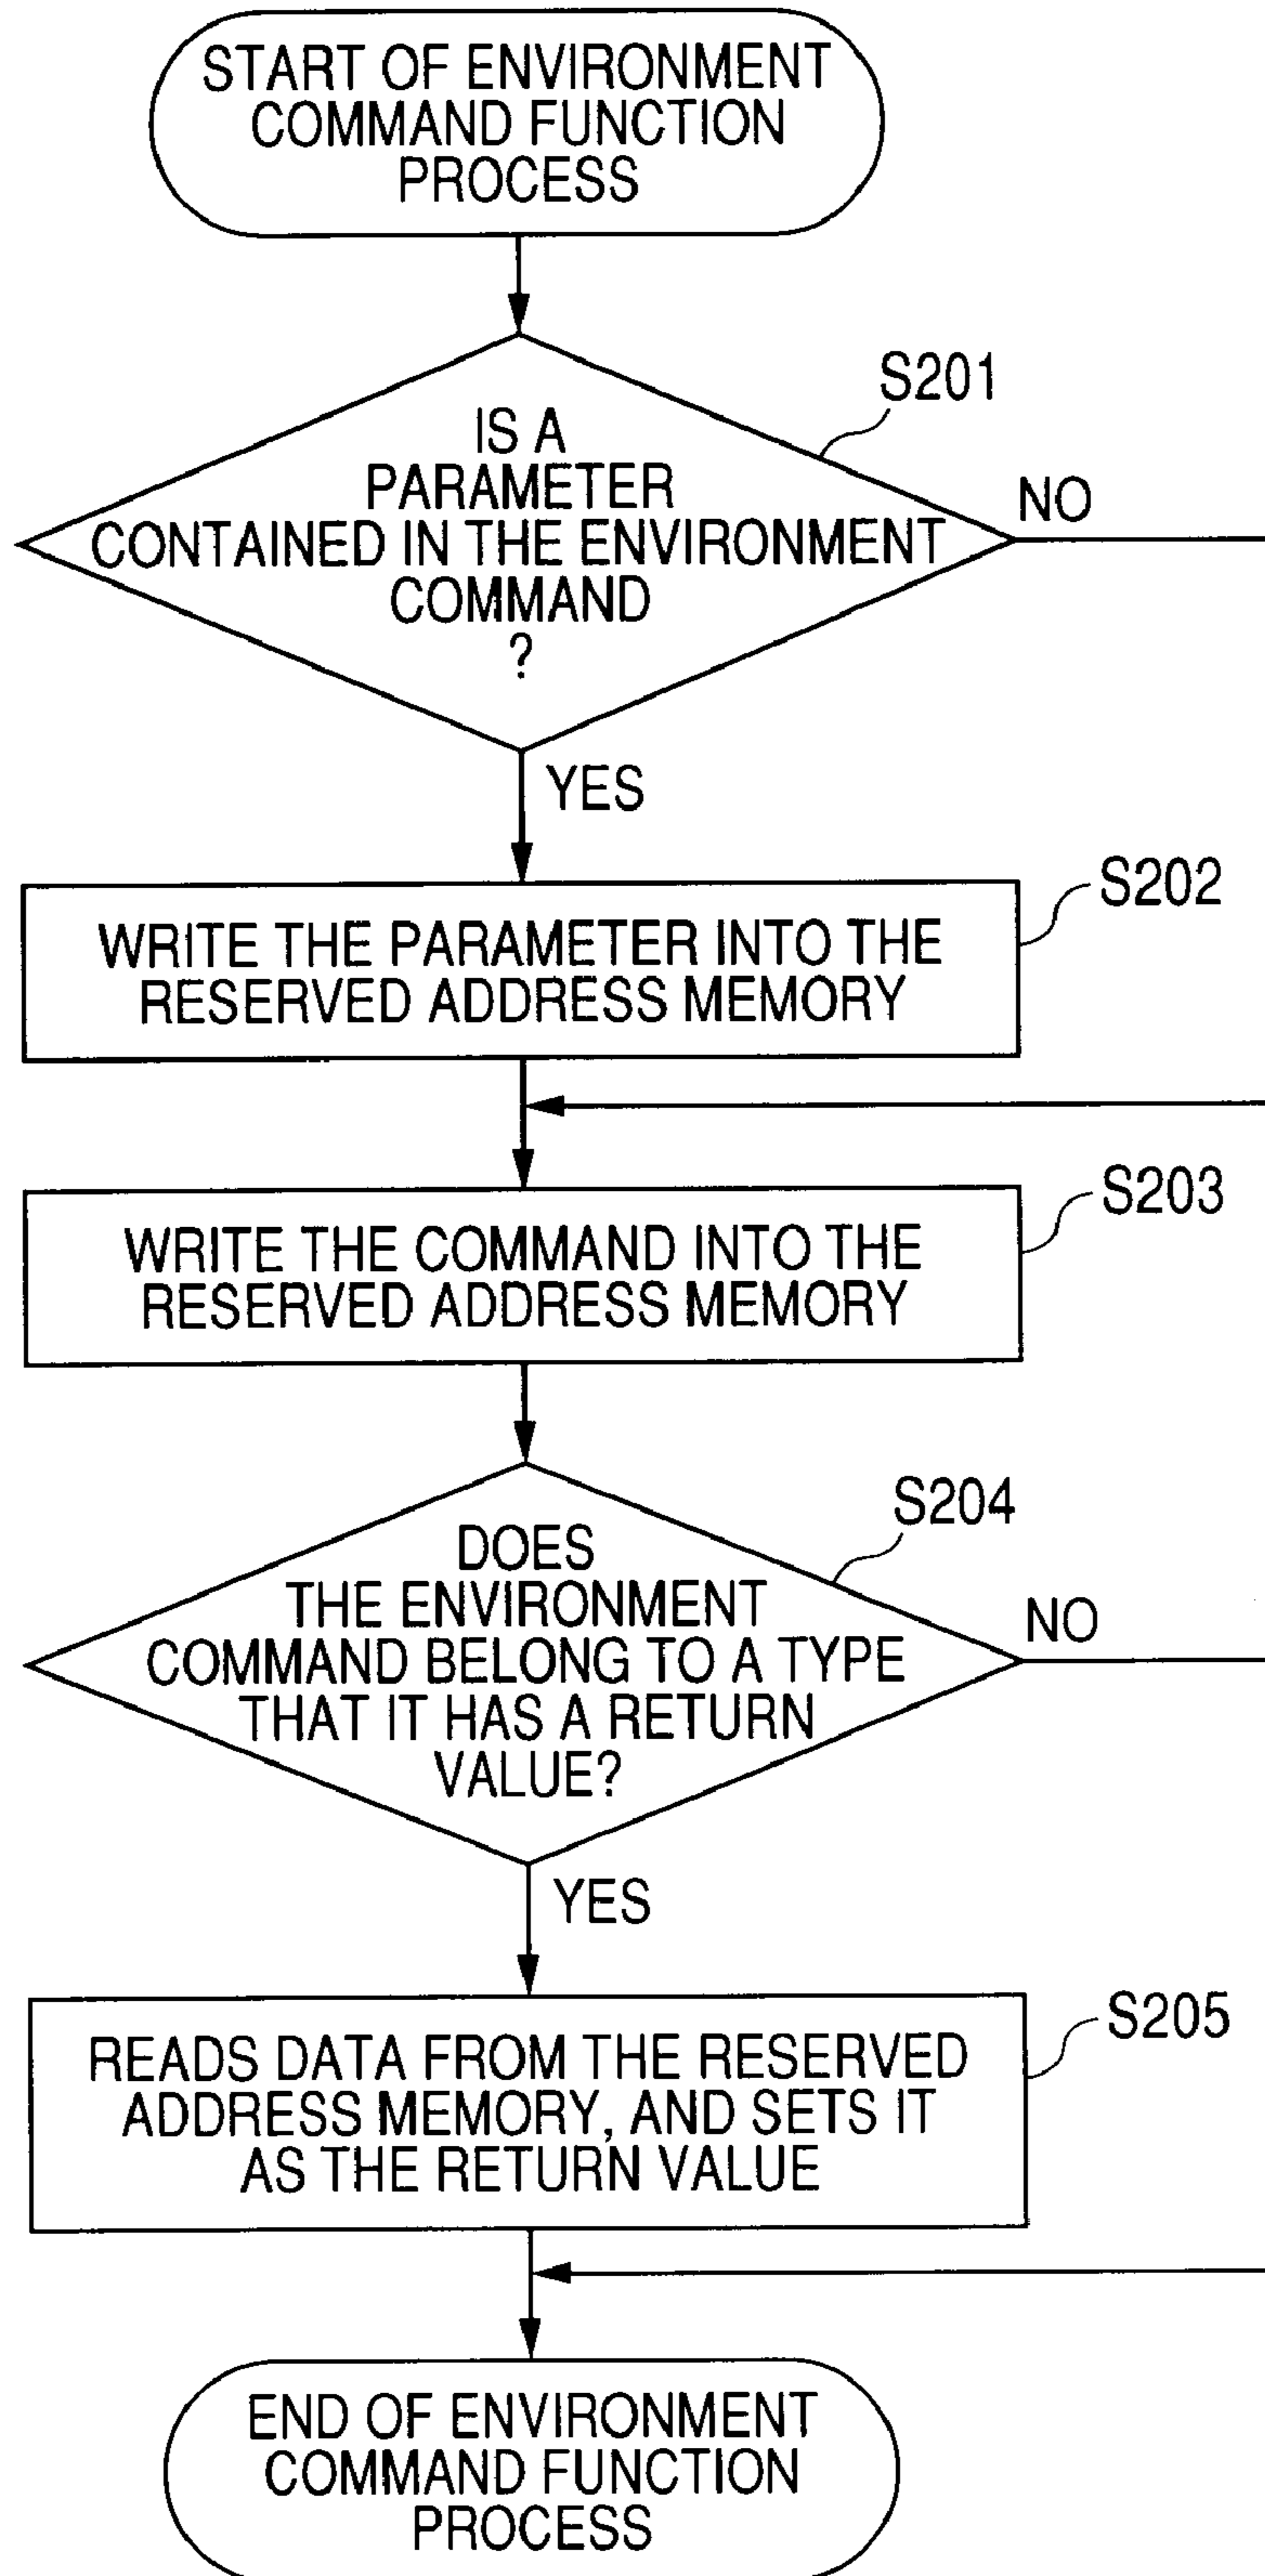 START OF ENVIRONMENT
COMMAND FUNCTION
PROCESS
S201
IS A
PARAMETER
CONTAINED IN THE ENVIRONMENT
COMMAND
?
NO
YES
S202
WRITE THE PARAMETER INTO THE
RESERVED ADDRESS MEMORY
S203
WRITE THE COMMAND INTO THE
RESERVED ADDRESS MEMORY
S204
DOES
THE ENVIRONMENT
COMMAND BELONG TO A TYPE
THAT IT HAS A RETURN
VALUE?
NO
YES
S205
READS DATA FROM THE RESERVED
ADDRESS MEMORY, AND SETS IT
AS THE RETURN VALUE
END OF ENVIRONMENT
COMMAND FUNCTION
PROCESS